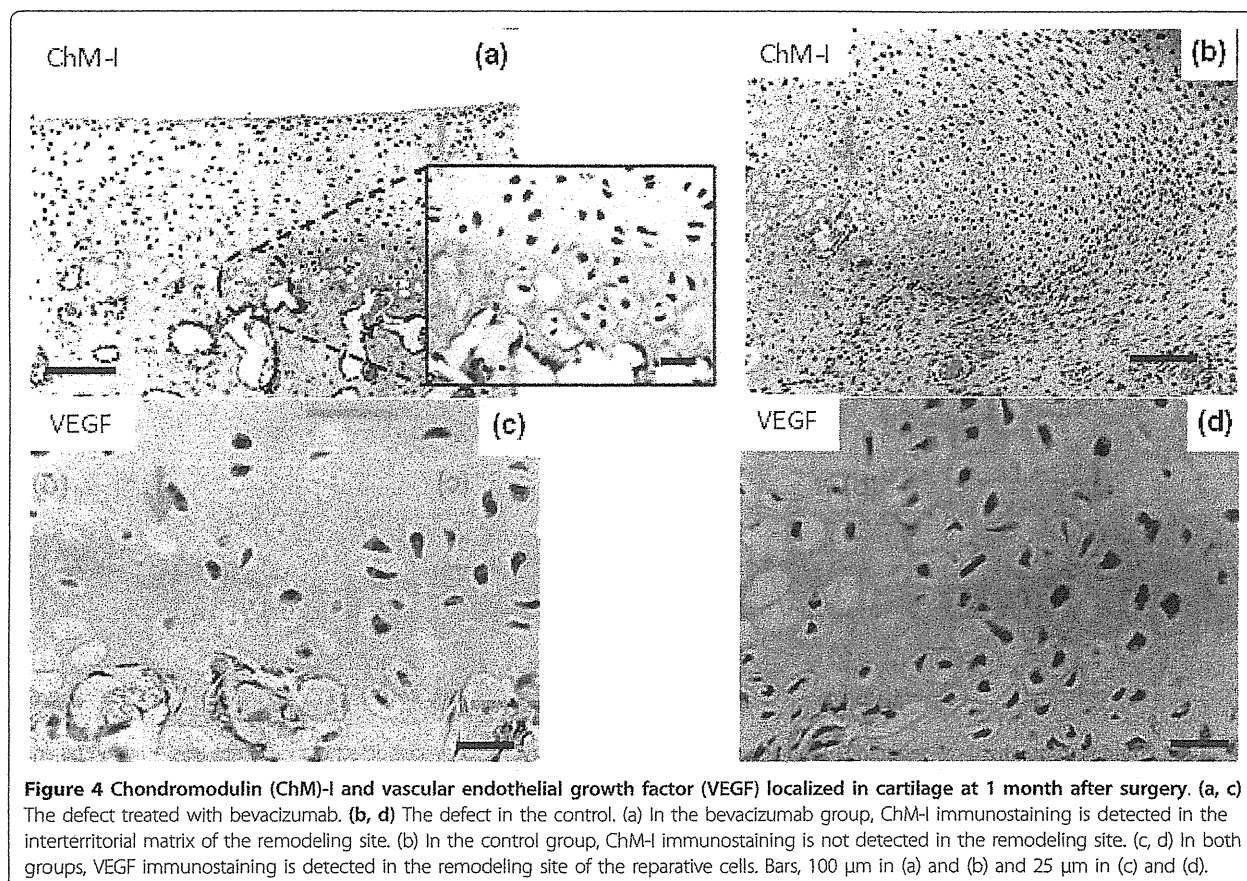 ChM-I (a)
ChM-I (b)
VEGF (c)
VEGF (d)
Figure 4 Chondromodulin (ChM)-I and vascular endothelial growth factor (VEGF) localized in cartilage at 1 month after surgery. (a, c)
The defect treated with bevacizumab. (b, d) The defect in the control. (a) In the bevacizumab group, ChM-I immunostaining is detected in the
interterritorial matrix of the remodeling site. (b) In the control group, ChM-I immunostaining is not detected in the remodeling site. (c, d) In both
groups, VEGF immunostaining is detected in the remodeling site of the reparative cells. Bars, 100 μm in (a) and (b) and 25 μm in (c) and (d).